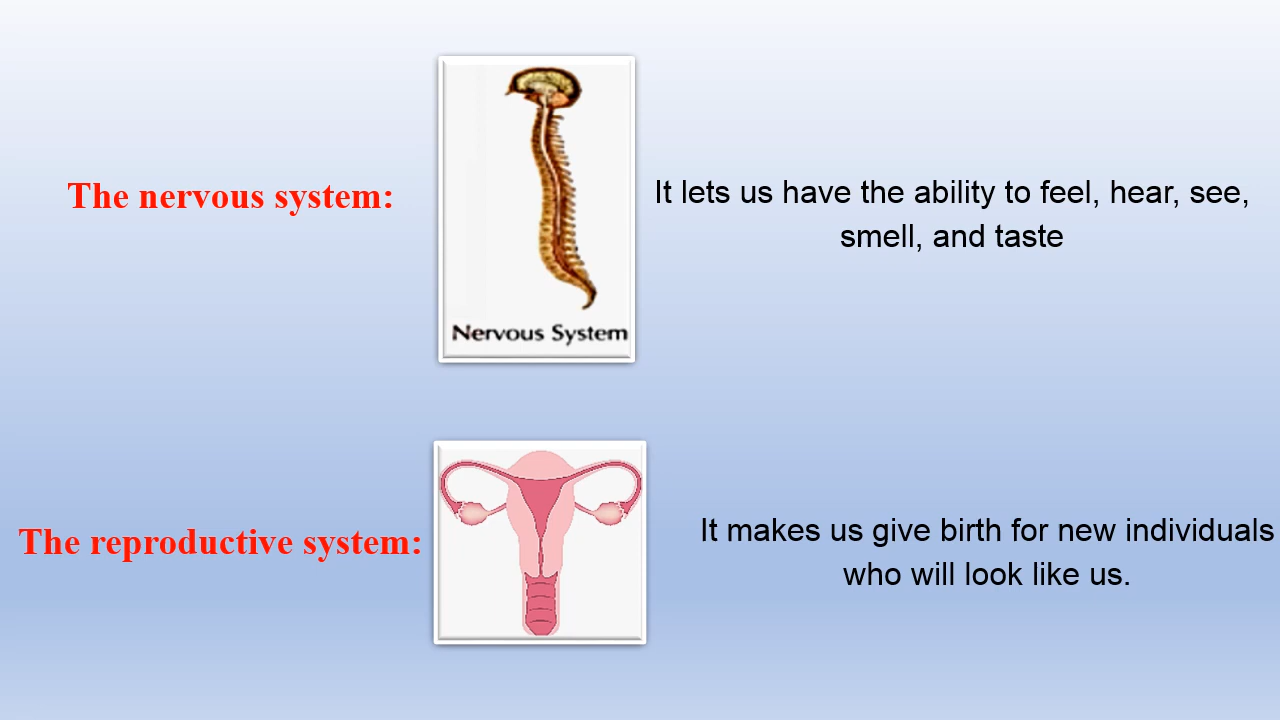 The nervous system:
Nervous System
It lets us have the ability to feel, hear, see,
smell, and taste
The reproductive system:
It makes us give birth for new individuals
who will look like us.